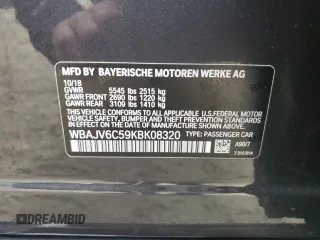 MFD BY BAYERISCHE MOTOREN WERKE AG
10/18
GVWR 5545 lbs 2515 kg
GAWR FRONT 2690 lbs 1220 kg
GAWR REAR 3109 lbs 1410 kg
THIS VEHICLE CONFORMS TO ALL APPLICABLE
U.S. FEDERAL MOTOR VEHICLE SAFETY, BUMPER,
AND THEFT PREVENTION STANDARDS IN EFFECT
ON THE DATE OF MANUFACTURE SHOWN ABOVE.
WBAJV6C59KBK08320
TYPE: PASSENGER CAR
A90/7
DREAMBID